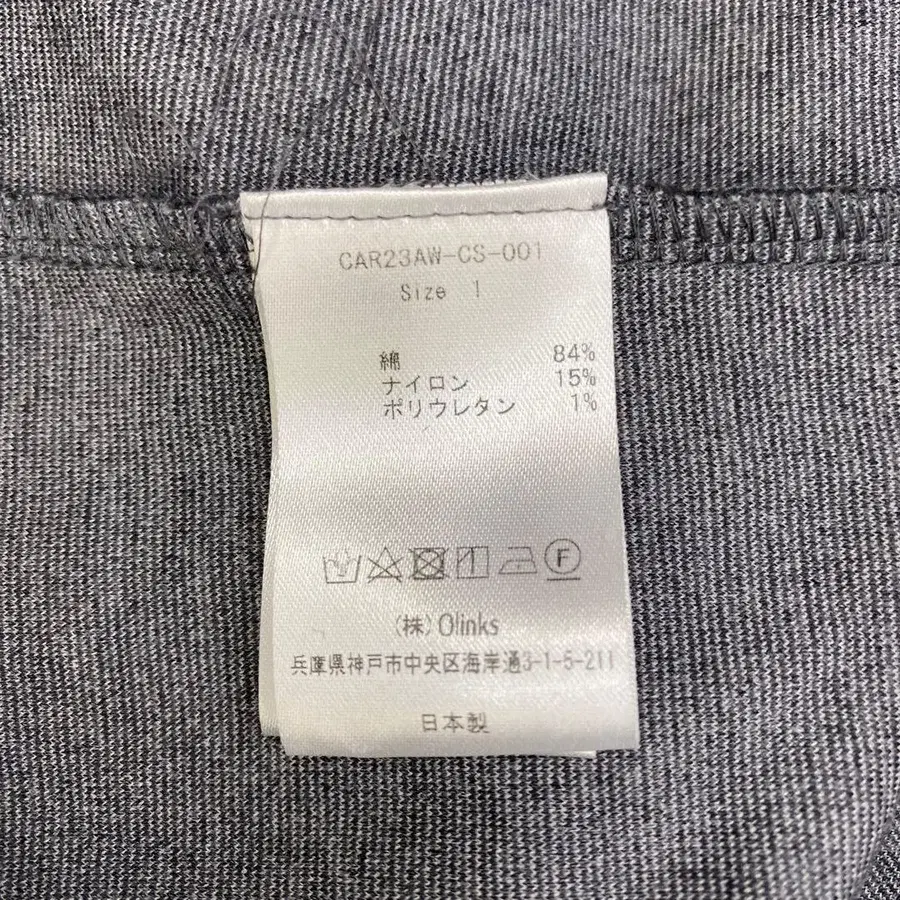 CAR23AW-CS-001
Size 1
綿 84%
ナイロン 15%
ポリウレタン 1%
F
(株)Olinks
兵庫県神戸市中央区海岸通3-1-5-211
日本製